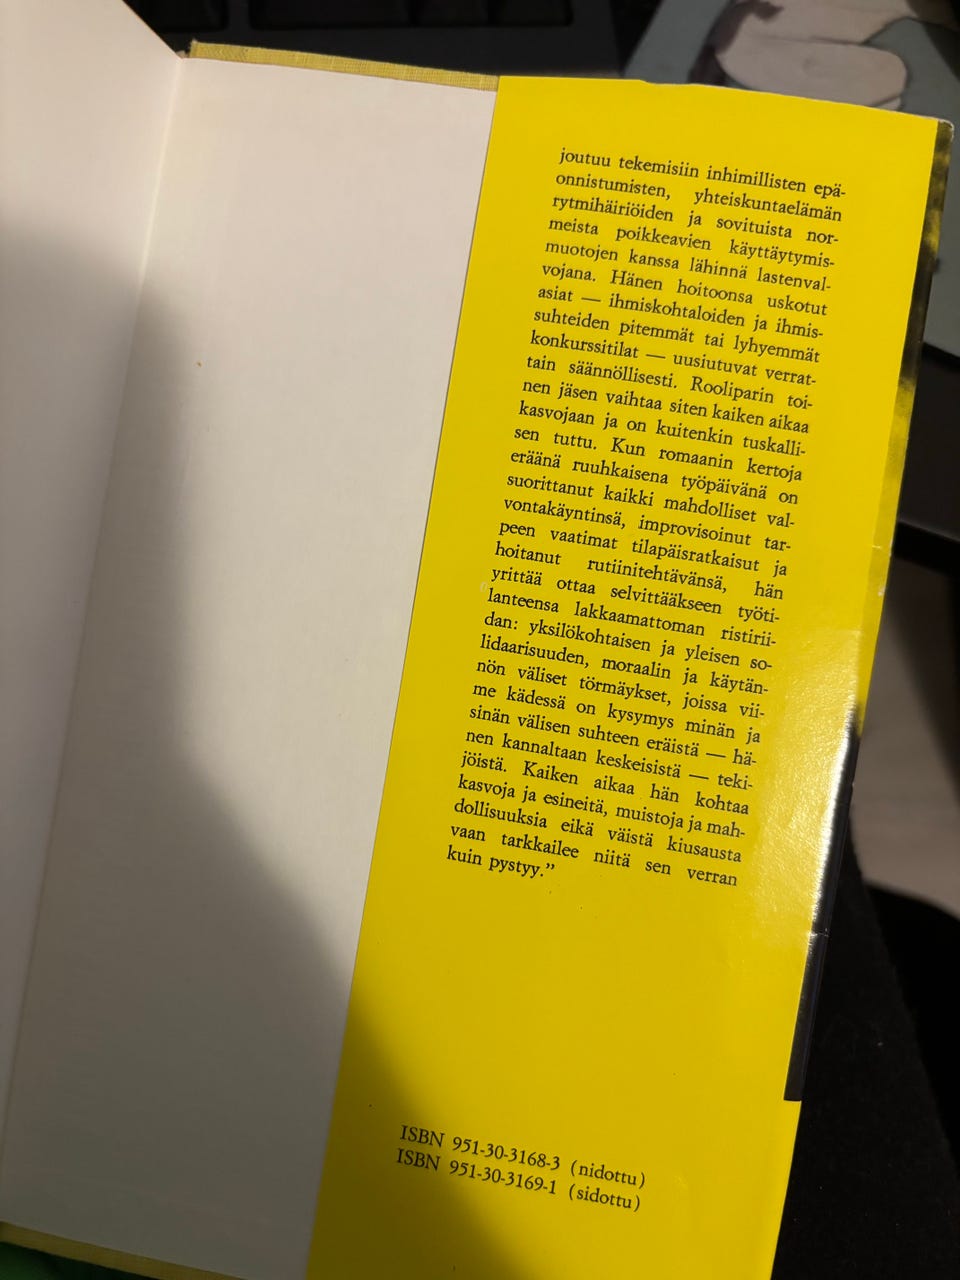 joutuu tekemisiin inhimillisten epä-
onnistumisten, yhteiskuntaelämän
rytmihäiriöiden ja sovituista nor-
meista poikkeavien käyttäytymis-
muotojen kanssa lähinnä lastenval-
vojana. Hänen hoitoonsa uskotut
asiat — ihmiskohtaloiden ja ihmis-
suhteiden pitemmät tai lyhyemmät
konkurssitilat — uusiutuvat verrat-
tain säännöllisesti. Rooliparin toi-
nen jäsen vaihtaa siten kaiken aikaa
kasvojaan ja on kuitenkin tuskalli-
sen tuttu. Kun romaanin kertoja
eräänä ruuhkaisena työpäivänä on
suorittanut kaikki mahdolliset val-
vontakäyntinsä, improvisoinut tar-
peen vaatimat tilapäisratkaisut ja
hoitanut rutiinitehtävänsä, hän
yrittää ottaa selvittääkseen työti-
lanteensa lakkaamattoman ristirii-
dan: yksilökohtaisen ja yleisen so-
lidaarisuuden, moraalin ja käytän-
nön väliset törmäykset, joissa vii-
me kädessä on kysymys minän ja
sinän välisen suhteen eräistä — hä-
nen kannaltaan keskeisistä — teki-
jöistä. Kaiken aikaa hän kohtaa
kasvoja ja esineitä, muistoja ja mah-
dollisuuksia eikä väistä kiusausta
vaan tarkkailee niitä sen verran
kuin pystyy.”
ISBN 951-30-3168-3 (nidottu)
ISBN 951-30-3169-1 (sidottu)